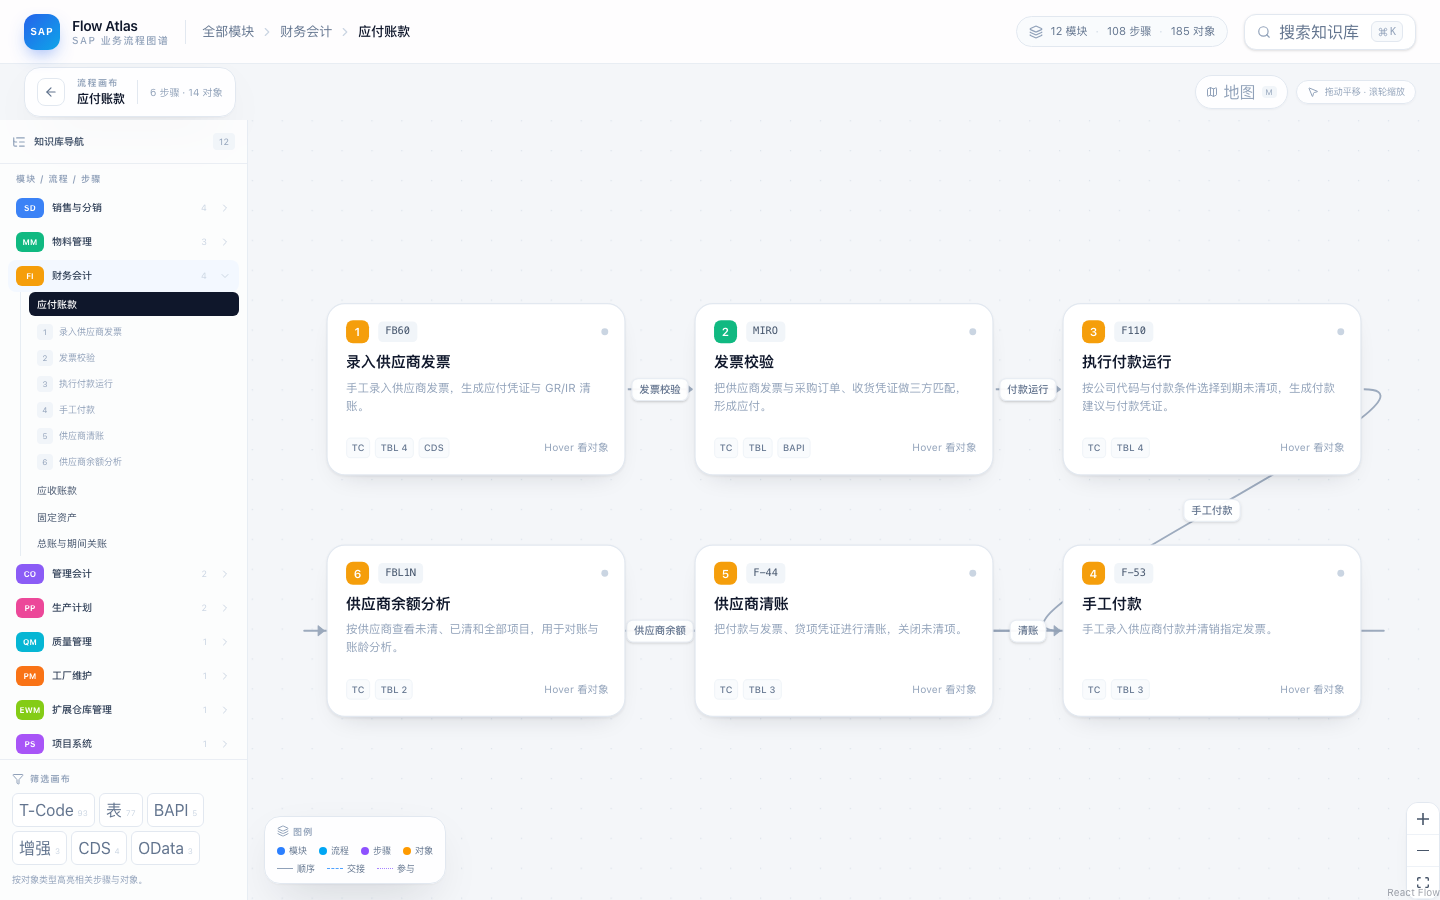 SAP
Flow Atlas
SAP 业务流程图谱
全部模块
财务会计
应付账款
12 模块 · 108 步骤 · 185 对象
搜索知识库
⌘K
流程画布
应付账款
6 步骤 · 14 对象
地图
M
拖动平移 · 滚轮缩放
知识库导航
12
模块 / 流程 / 步骤
SD 销售与分销 4
MM 物料管理 3
FI 财务会计 4
应付账款
1 录入供应商发票
2 发票校验
3 执行付款运行
4 手工付款
5 供应商清账
6 供应商余额分析
应收账款
固定资产
总账与期间关账
CO 管理会计 2
PP 生产计划 2
QM 质量管理 1
PM 工厂维护 1
EWM 扩展仓库管理 1
PS 项目系统 1
筛选画布
T-Code 93
表 77
BAPI 5
增强 3
CDS 4
OData 3
按对象类型高亮相关步骤与对象。
1 FB60
录入供应商发票
手工录入供应商发票，生成应付凭证与 GR/IR 清
账。
TC TBL 4 CDS
Hover 看对象
发票校验
2 MIRO
发票校验
把供应商发票与采购订单、收货凭证做三方匹配，
形成应付。
TC TBL BAPI
Hover 看对象
付款运行
3 F110
执行付款运行
按公司代码与付款条件选择到期未清项，生成付款
建议与付款凭证。
TC TBL 4
Hover 看对象
手工付款
6 FBL1N
供应商余额分析
按供应商查看未清、已清和全部项目，用于对账与
账龄分析。
TC TBL 2
Hover 看对象
供应商余额
5 F-44
供应商清账
把付款与发票、贷项凭证进行清账，关闭未清项。
TC TBL 3
Hover 看对象
清账
4 F-53
手工付款
手工录入供应商付款并清销指定发票。
TC TBL 3
Hover 看对象
图例
模块 流程 步骤 对象
顺序 交接 参与
React Flow